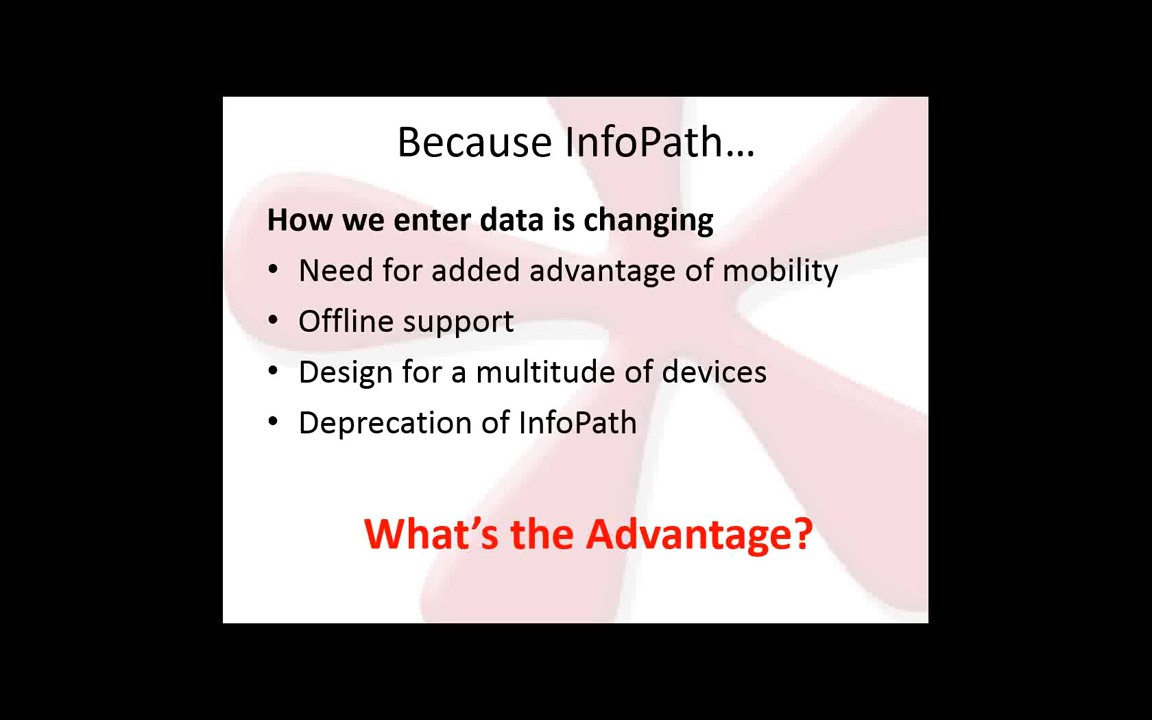 Because InfoPath…
How we enter data is changing
• Need for added advantage of mobility
• Offline support
• Design for a multitude of devices
• Deprecation of InfoPath
What’s the Advantage?